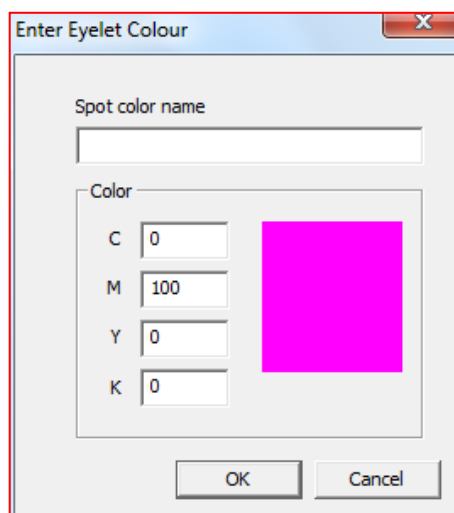 Enter Eyelet Colour
Spot color name
Color
C 0
M 100
Y 0
K 0
OK Cancel